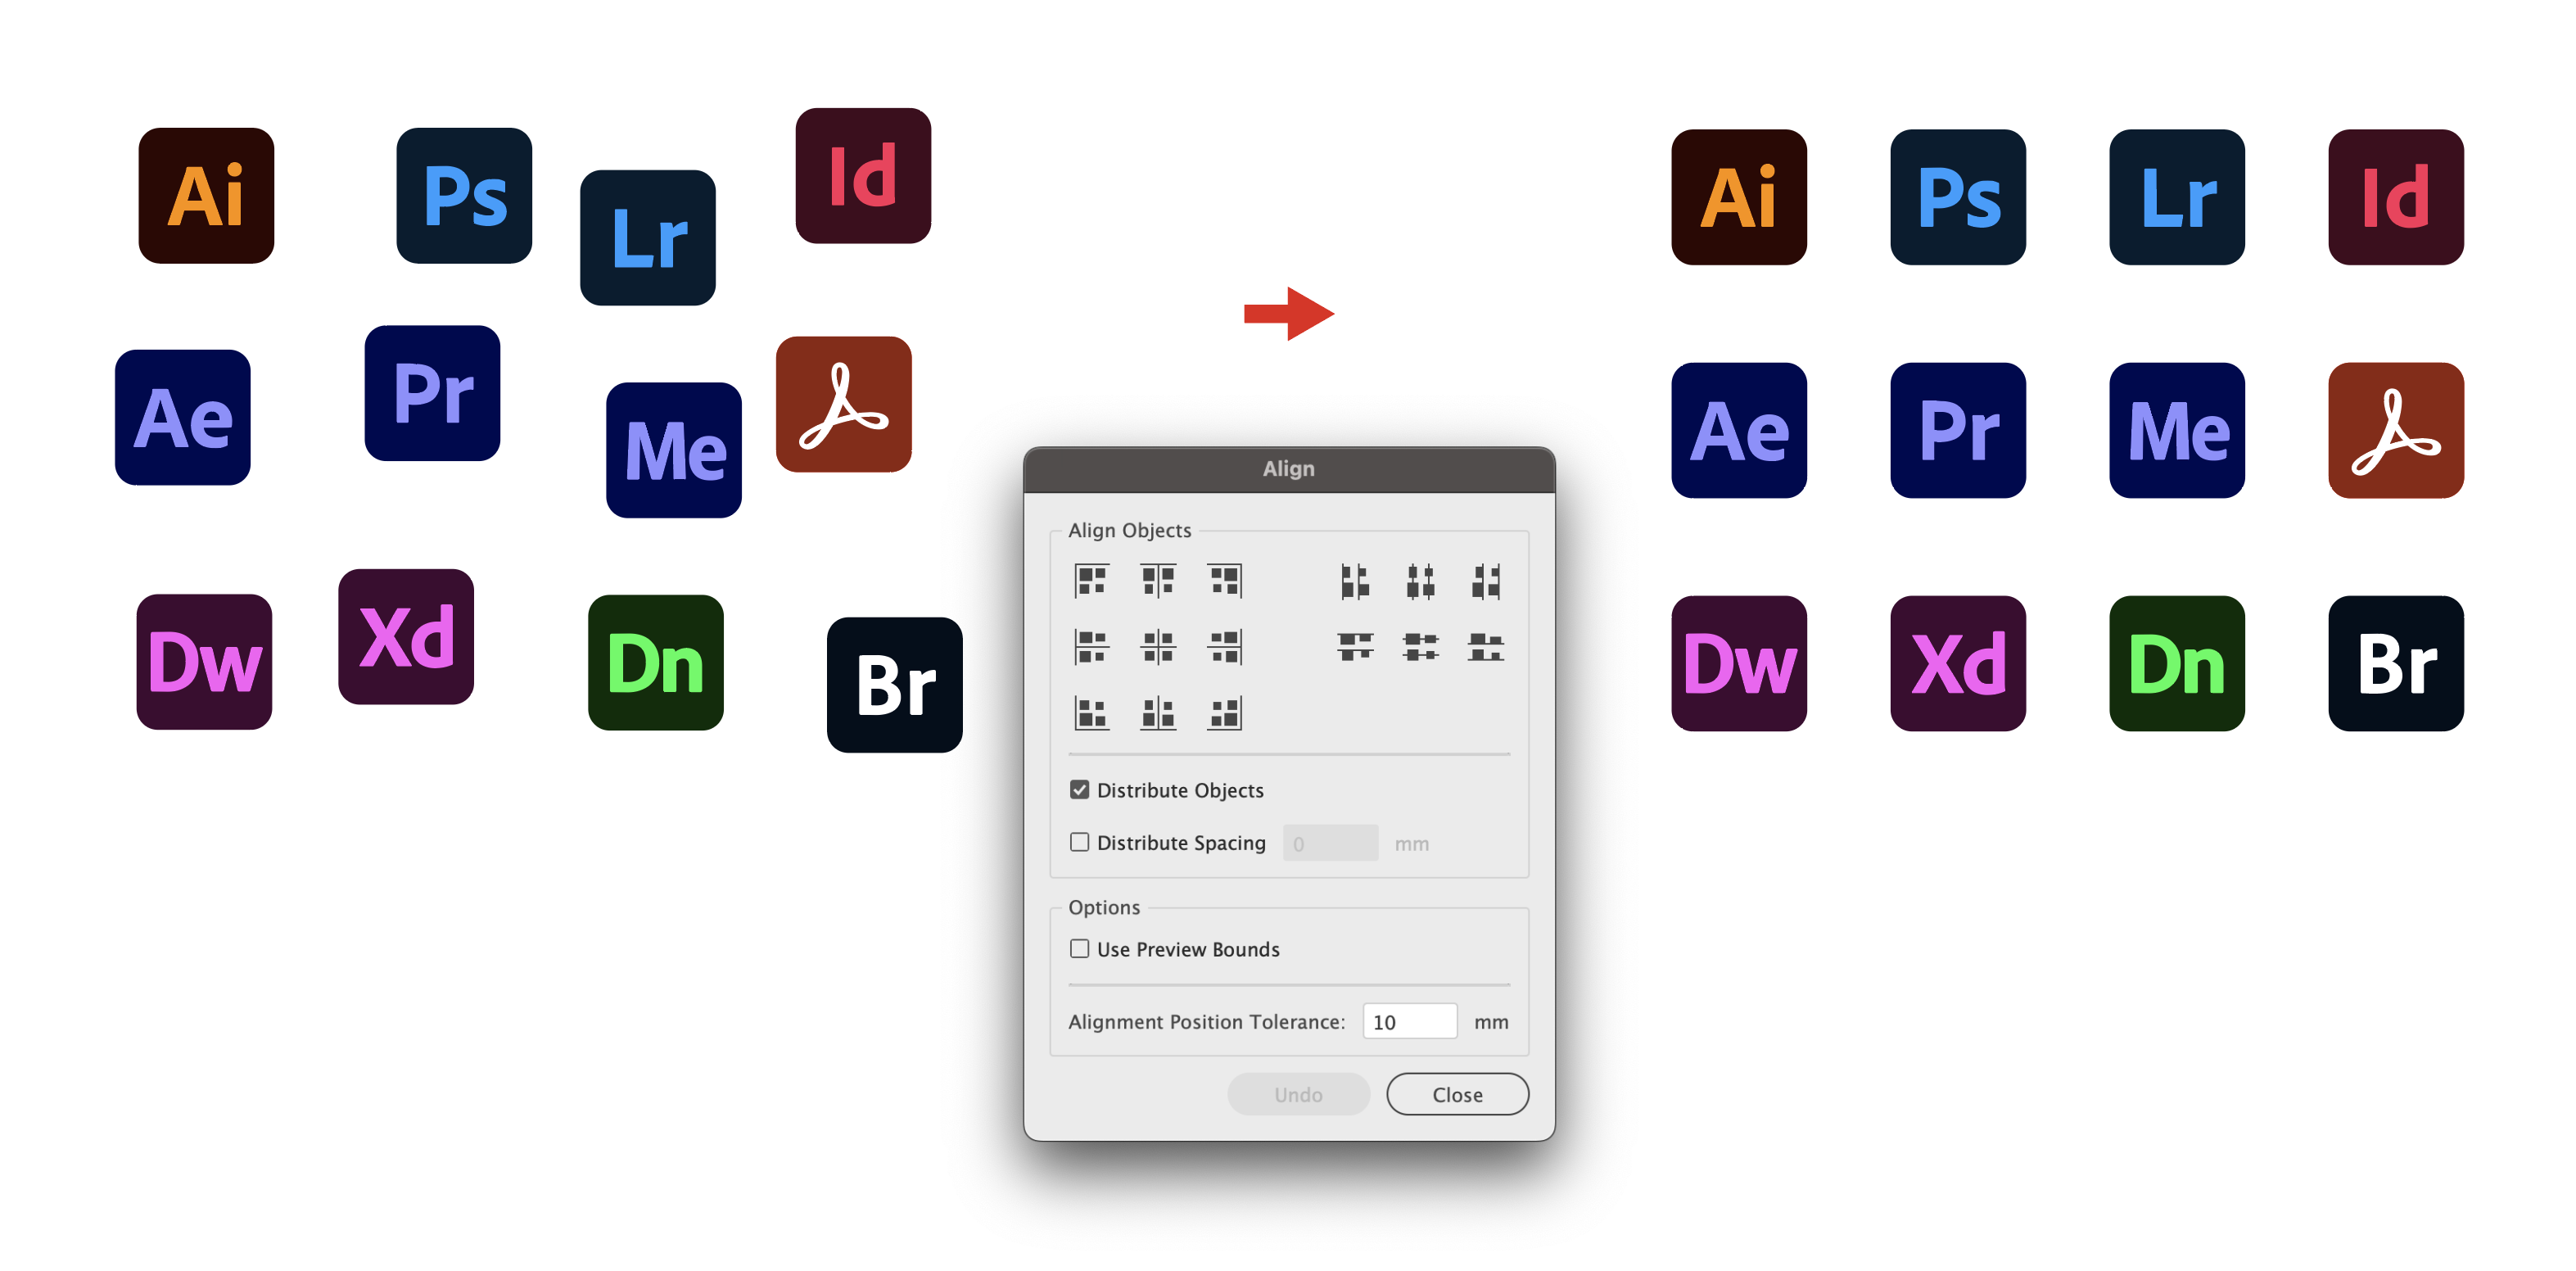 Ai Ps Lr Id
Ae Pr Me
Dw Xd Dn Br
Align
Align Objects
Distribute Objects
Distribute Spacing 0 mm
Options
Use Preview Bounds
Alignment Position Tolerance: 10 mm
Undo Close
Ai Ps Lr Id
Ae Pr Me
Dw Xd Dn Br